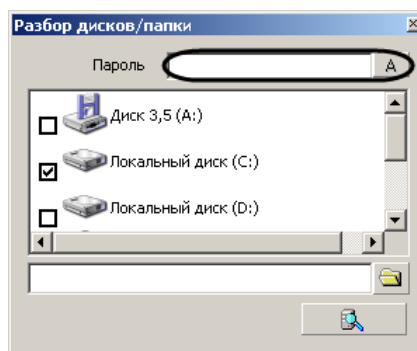 Разбор дисков/папки
Пароль
A
Диск 3,5 (A:)
Локальный диск (C:)
Локальный диск (D:)